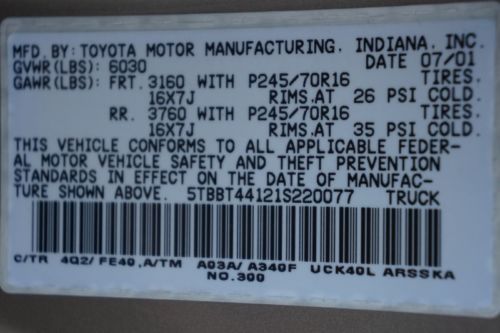 MFD. BY: TOYOTA MOTOR MANUFACTURING, INDIANA, INC.
GVWR(LBS): 6030 DATE 07/01
GAWR(LBS): FRT. 3160 WITH P245/70R16 TIRES,
16X7J RIMS,AT 26 PSI COLD.
RR. 3760 WITH P245/70R16 TIRES,
16X7J RIMS,AT 35 PSI COLD.
THIS VEHICLE CONFORMS TO ALL APPLICABLE FEDER-
AL MOTOR VEHICLE SAFETY AND THEFT PREVENTION
STANDARDS IN EFFECT ON THE DATE OF MANUFAC-
TURE SHOWN ABOVE. 5TBBT44121S220077 TRUCK
C/TR 4Q2/FE40,A/TM A03A/A340F UCK40L ARSSKA
NO.300